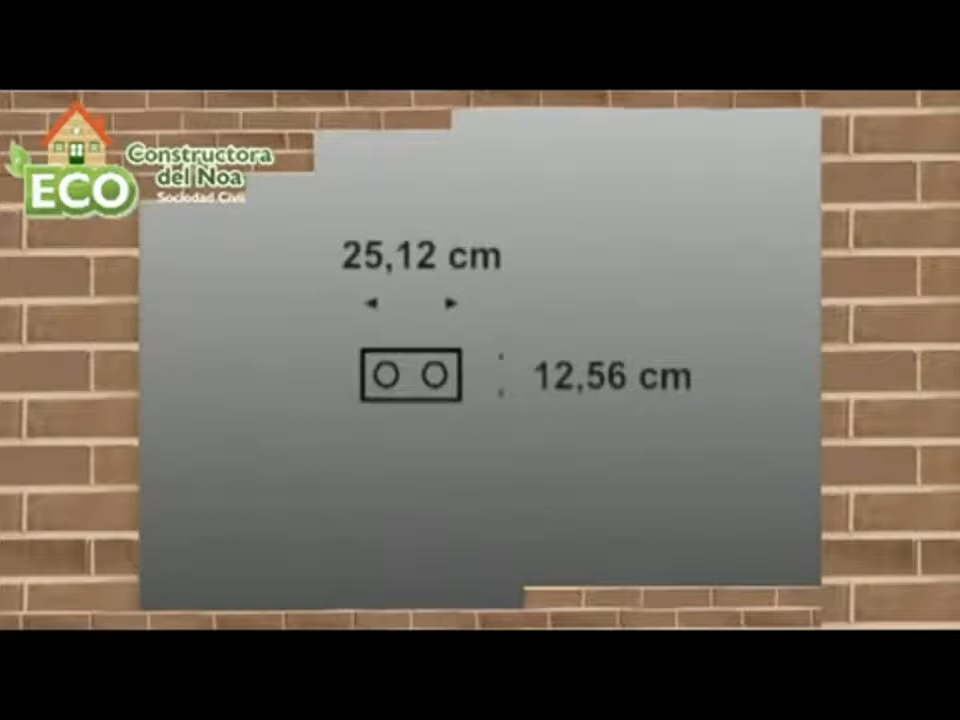 Constructora
del Noa
ECO
Sociedad Civil
25,12 cm
12,56 cm